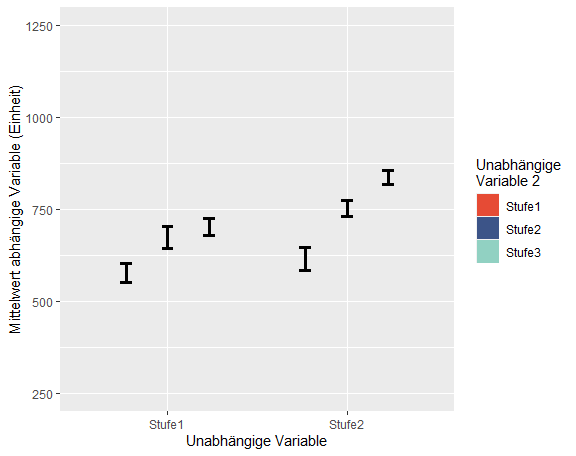 1250
1000
750
500
250
Mittelwert abhängige Variable (Einheit)
Stufe1
Stufe2
Unabhängige Variable
Unabhängige
Variable 2
Stufe1
Stufe2
Stufe3